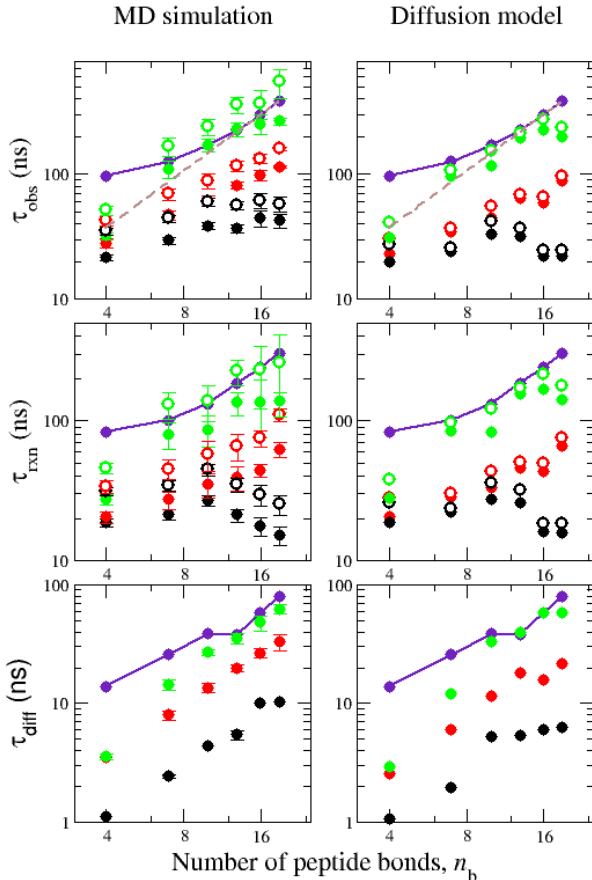 MD simulation Diffusion model
τobs (ns)
100
10
4 8 16 4 8 16
τrxn (ns)
100
10
4 8 16 4 8 16
τdiff (ns)
100
10
1
4 8 16 4 8 16
Number of peptide bonds, nb